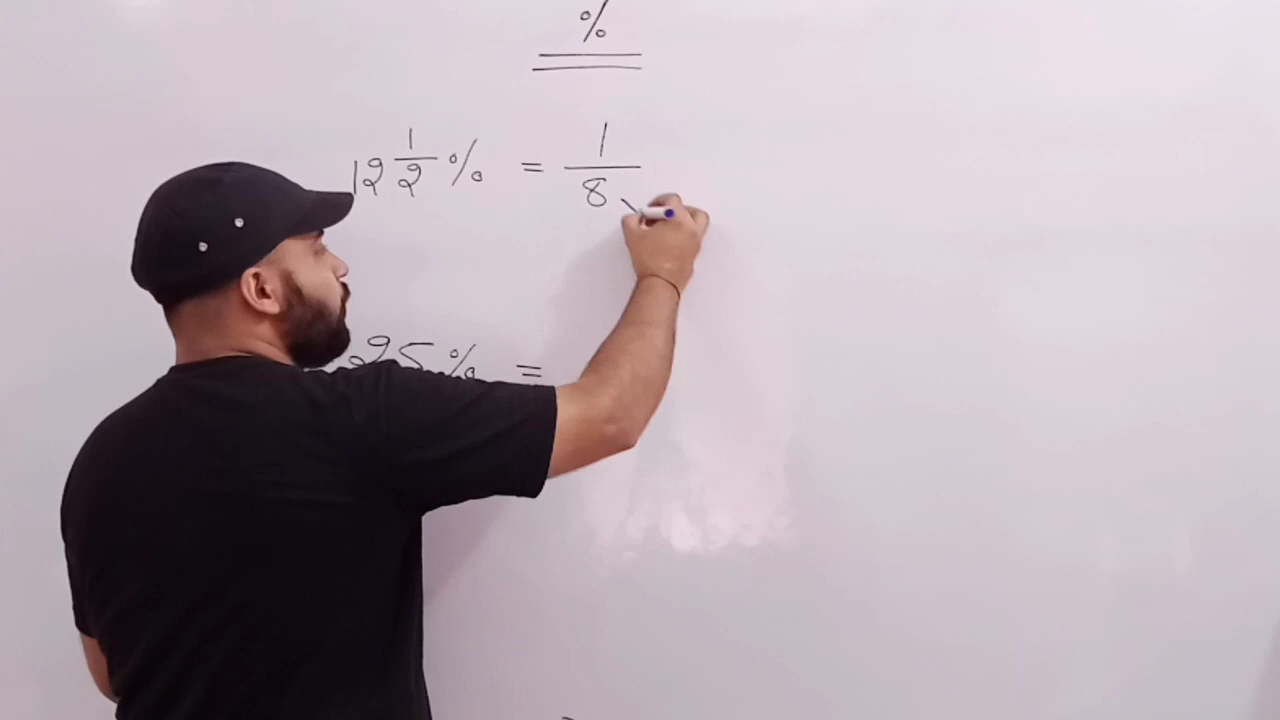 %
12 1/2 % = 1/8
25% =